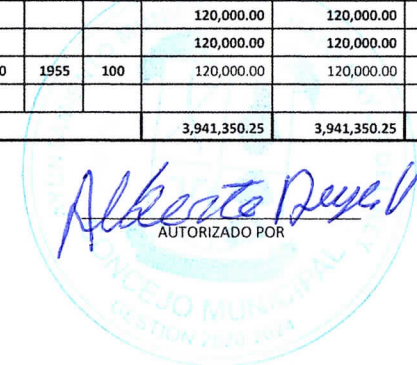 120,000.00 120,000.00
120,000.00 120,000.00
0 1955 100 120,000.00 120,000.00
3,941,350.25 3,941,350.25
Alberto
AUTORIZADO POR
CONCEJO MUNICIPAL
GESTION 2020-2024